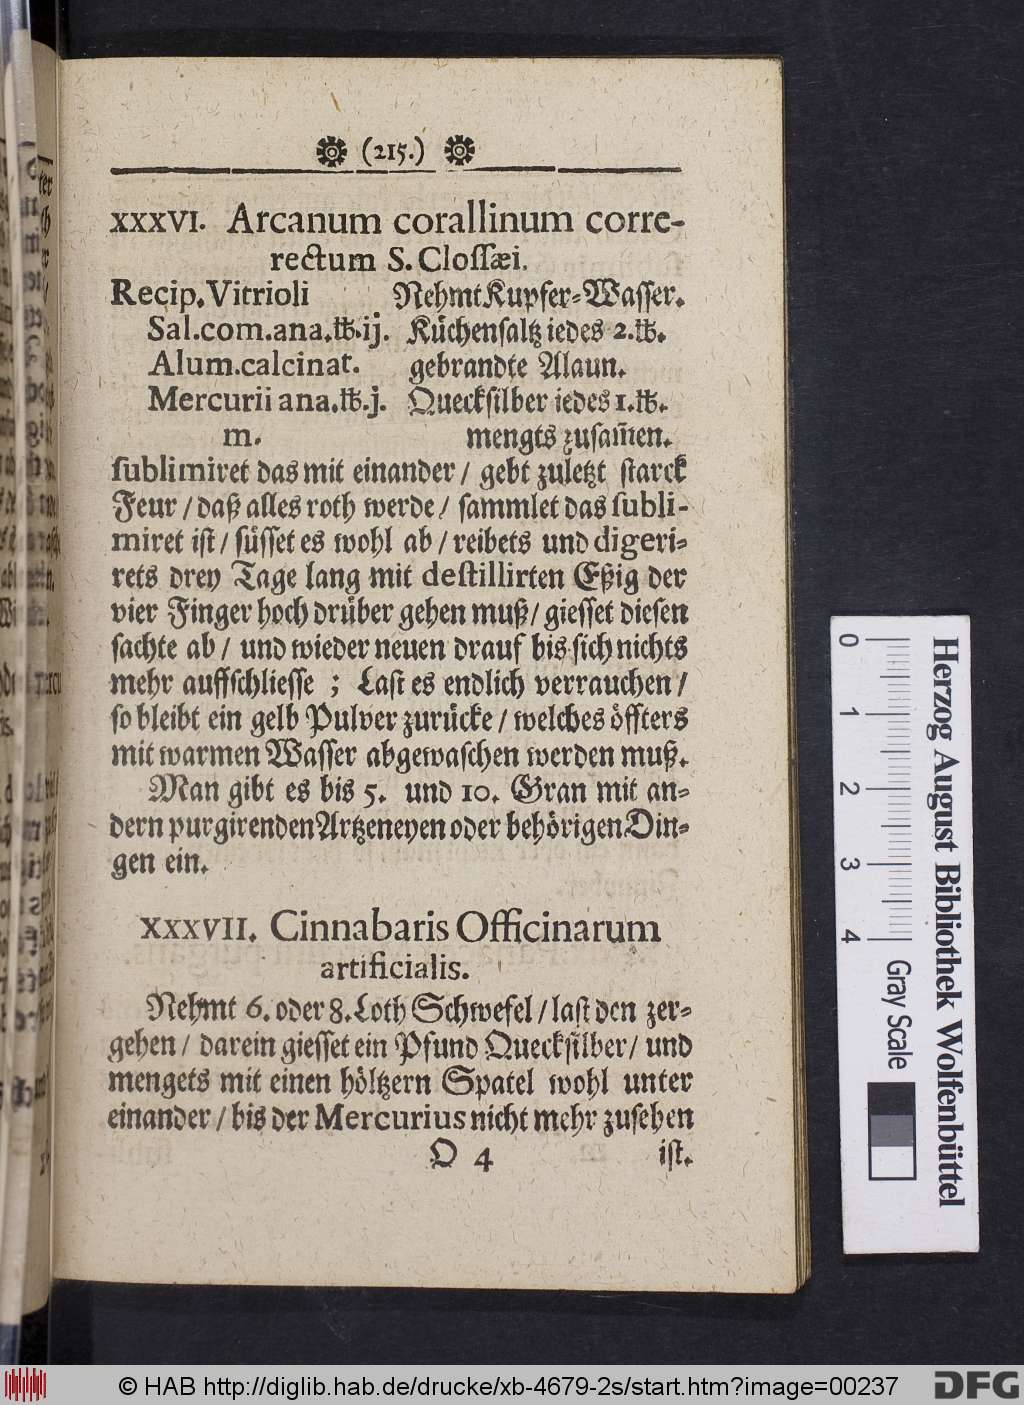 (215.)
XXXVI. Arcanum corallinum corre-
rectum S. Cloſſæi.
Recip. Vitrioli Nehmt Kupfer-Waſſer.
Sal. com. ana. ℔. ij. Küchenſaltz iedes 2. ℔.
Alum. calcinat. gebrandte Alaun.
Mercurii ana. ℔. j. Queckſilber iedes 1. ℔.
m. mengts zuſam̃en.
ſublimiret das mit einander / gebt zuletzt ſtarck
Feur / daß alles roth werde / ſammlet das ſubli-
miret iſt / ſüſſet es wohl ab / reibets und digeri-
rets drey Tage lang mit deſtillirten Eßig der
vier Finger hoch drüber gehen muß / gieſſet dieſen
ſachte ab / und wieder neuen drauf bis ſich nichts
mehr auffſchlieſſe ; Laſt es endlich verrauchen /
ſo bleibt ein gelb Pulver zurücke / welches öffters
mit warmen Waſſer abgewaſchen werden muß.
Man gibt es bis 5. und 10. Gran mit an-
dern purgirenden Artzeneyen oder behörigen Din-
gen ein.
XXXVII. Cinnabaris Officinarum
artificialis.
Nehmt 6. oder 8. Loth Schwefel / laſt den zer-
gehen / darein gieſſet ein Pfund Queckſilber / und
mengets mit einen höltzern Spatel wohl unter
einander / bis der Mercurius nicht mehr zuſehen
O 4 iſt.
0 1 2 3 4
Gray Scale
Herzog August Bibliothek Wolfenbüttel
© HAB http://diglib.hab.de/drucke/xb-4679-2s/start.htm?image=00237
DFG